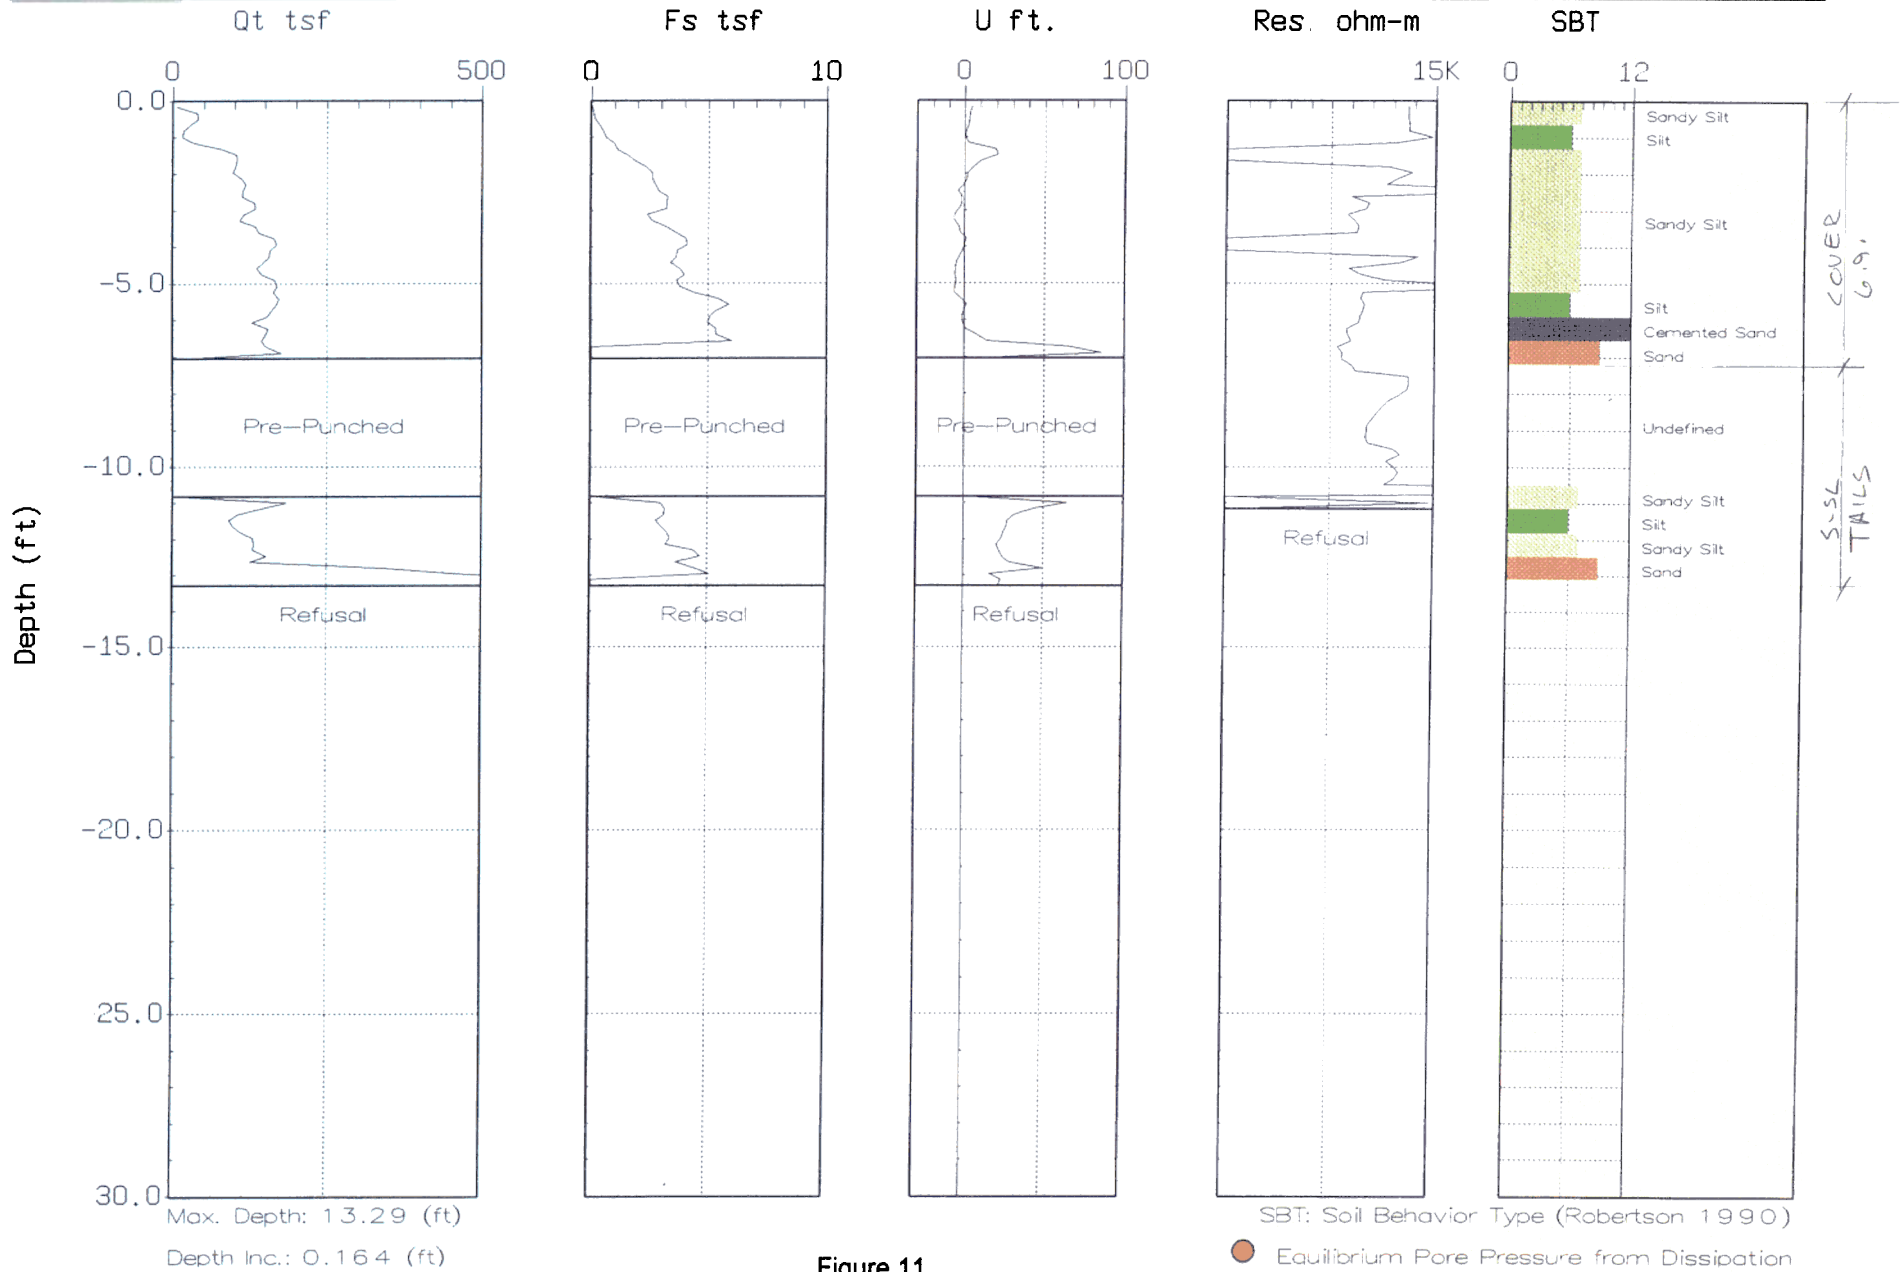 Qt tsf Fs tsf U ft. Res. ohm-m SBT
0 500 0 10 0 100 15K 0 12
0.0
Sandy Silt
Silt
Sandy Silt
COVER
6.9'
-5.0
Silt
Cemented Sand
Sand
Pre-Punched Pre-Punched Pre-Punched
Undefined
-10.0
Sandy Silt
Silt
Sandy Silt
Sand
TAILS
Refusal
Depth (ft)
Refusal Refusal Refusal
-15.0
-20.0
-25.0
-30.0
Max. Depth: 13.29 (ft)
Depth Inc.: 0.164 (ft)
SBT: Soil Behavior Type (Robertson 1990)
Equilibrium Pore Pressure from Dissipation
Figure 11